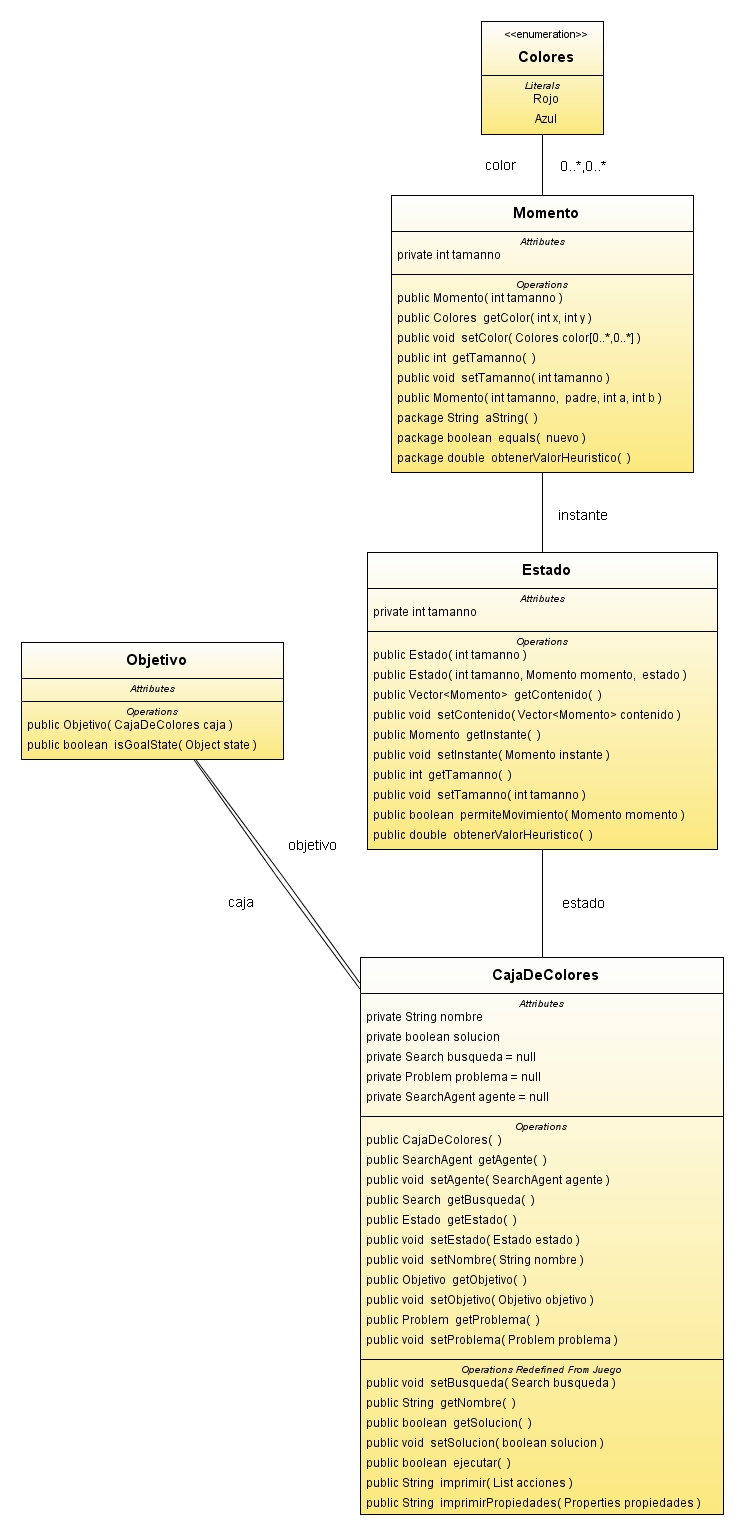 <<enumeration>>
Colores
Literals
Rojo
Azul
color 0..*,0..*
Momento
Attributes
private int tamanno
Operations
public Momento( int tamanno )
public Colores getColor( int x, int y )
public void setColor( Colores color[0..*,0..*] )
public int getTamanno( )
public void setTamanno( int tamanno )
public Momento( int tamanno, padre, int a, int b )
package String aString( )
package boolean equals( nuevo )
package double obtenerValorHeuristico( )
instante
Estado
Attributes
private int tamanno
Operations
public Estado( int tamanno )
public Estado( int tamanno, Momento momento, estado )
public Vector<Momento> getContenido( )
public void setContenido( Vector<Momento> contenido )
public Momento getInstante( )
public void setInstante( Momento instante )
public int getTamanno( )
public void setTamanno( int tamanno )
public boolean permiteMovimiento( Momento momento )
public double obtenerValorHeuristico( )
Objetivo
Attributes
Operations
public Objetivo( CajaDeColores caja )
public boolean isGoalState( Object state )
objetivo
caja
estado
CajaDeColores
Attributes
private String nombre
private boolean solucion
private Search busqueda = null
private Problem problema = null
private SearchAgent agente = null
Operations
public CajaDeColores( )
public SearchAgent getAgente( )
public void setAgente( SearchAgent agente )
public Search getBusqueda( )
public Estado getEstado( )
public void setEstado( Estado estado )
public void setNombre( String nombre )
public Objetivo getObjetivo( )
public void setObjetivo( Objetivo objetivo )
public Problem getProblema( )
public void setProblema( Problem problema )
Operations Redefined From Juego
public void setBusqueda( Search busqueda )
public String getNombre( )
public boolean getSolucion( )
public void setSolucion( boolean solucion )
public boolean ejecutar( )
public String imprimir( List acciones )
public String imprimirPropiedades( Properties propiedades )